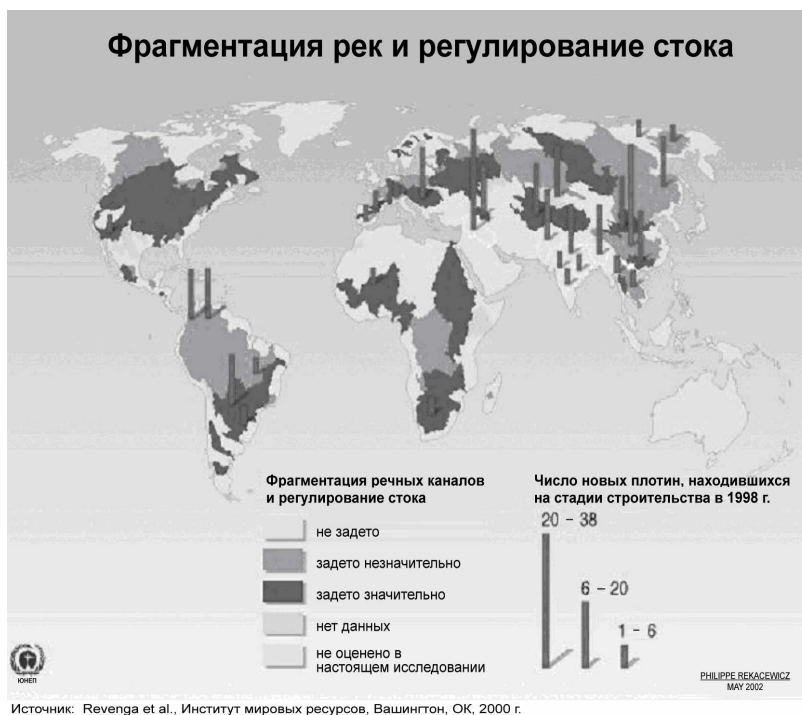 Фрагментация рек и регулирование стока
Фрагментация речных каналов
и регулирование стока
не задето
задето незначительно
задето значительно
нет данных
не оценено в
настоящем исследовании
Число новых плотин, находившихся
на стадии строительства в 1998 г.
20 – 38
6 – 20
1 – 6
ЮНЕП
PHILIPPE REKACEWICZ
MAY 2002
Источник: Revenga et al., Институт мировых ресурсов, Вашингтон, ОК, 2000 г.